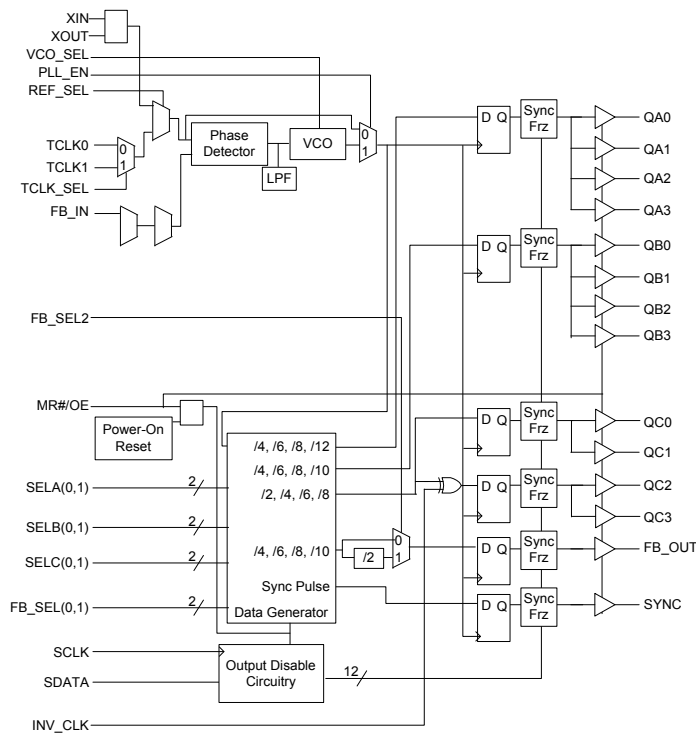 XIN
XOUT
VCO_SEL
PLL_EN
REF_SEL
TCLK0
TCLK1
TCLK_SEL
FB_IN
0
1
Phase
Detector
LPF
VCO
0
1
D Q
Sync
Frz
QA0
QA1
QA2
QA3
D Q
Sync
Frz
QB0
QB1
QB2
QB3
FB_SEL2
MR#/OE
Power-On
Reset
/4, /6, /8, /12
/4, /6, /8, /10
/2, /4, /6, /8
/4, /6, /8, /10
/2
0
1
Sync Pulse
Data Generator
SELA(0,1)
2
SELB(0,1)
2
SELC(0,1)
2
FB_SEL(0,1)
2
D Q
Sync
Frz
QC0
QC1
D Q
Sync
Frz
QC2
QC3
D Q
Sync
Frz
FB_OUT
D Q
Sync
Frz
SYNC
SCLK
SDATA
Output Disable
Circuitry
12
INV_CLK